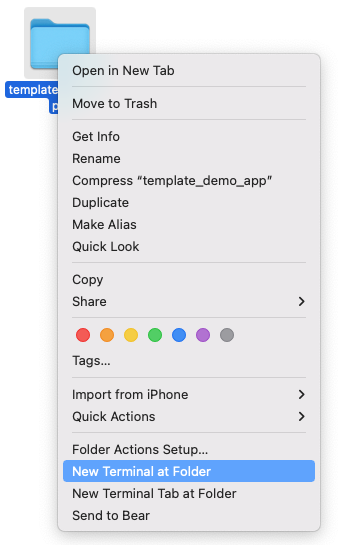 template
p
Open in New Tab
Move to Trash
Get Info
Rename
Compress “template_demo_app”
Duplicate
Make Alias
Quick Look
Copy
Share
Tags...
Import from iPhone
Quick Actions
Folder Actions Setup...
New Terminal at Folder
New Terminal Tab at Folder
Send to Bear